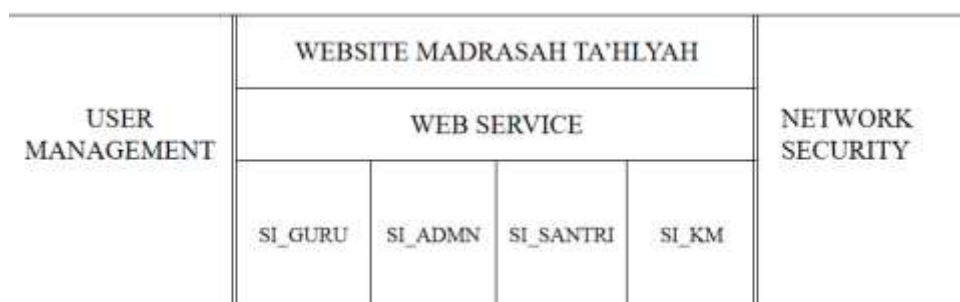 WEBSITE MADRASAH TA'HLYAH
USER
MANAGEMENT
WEB SERVICE
NETWORK
SECURITY
SI_GURU
SI_ADMN
SI_SANTRI
SI_KM